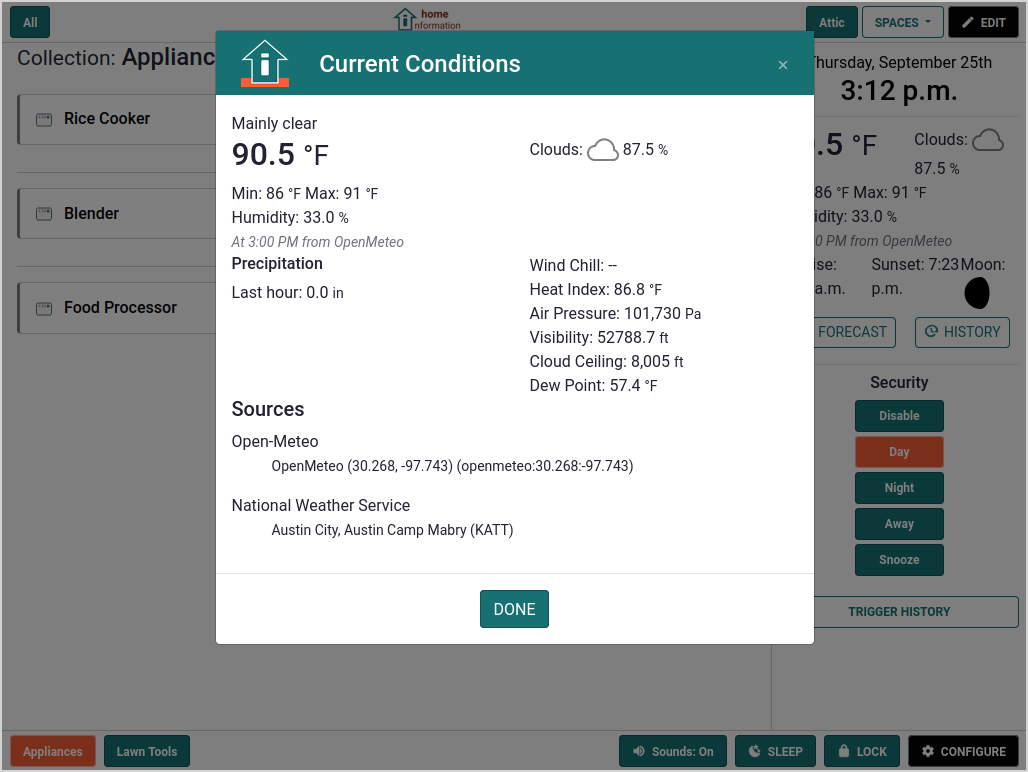 All
home
information
Attic
SPACES
EDIT
Collection: Applianc
Rice Cooker
Blender
Food Processor
Current Conditions
×
Mainly clear
90.5 °F
Clouds: 87.5 %
Min: 86 °F Max: 91 °F
Humidity: 33.0 %
At 3:00 PM from OpenMeteo
Precipitation
Last hour: 0.0 in
Wind Chill: --
Heat Index: 86.8 °F
Air Pressure: 101,730 Pa
Visibility: 52788.7 ft
Cloud Ceiling: 8,005 ft
Dew Point: 57.4 °F
Sources
Open-Meteo
OpenMeteo (30.268, -97.743) (openmeteo:30.268:-97.743)
National Weather Service
Austin City, Austin Camp Mabry (KATT)
DONE
Thursday, September 25th
3:12 p.m.
.5 °F
Clouds:
87.5 %
86 °F Max: 91 °F
idity: 33.0 %
0 PM from OpenMeteo
ise:
a.m.
Sunset: 7:23
p.m.
Moon:
FORECAST
HISTORY
Security
Disable
Day
Night
Away
Snooze
TRIGGER HISTORY
Appliances
Lawn Tools
Sounds: On
SLEEP
LOCK
CONFIGURE